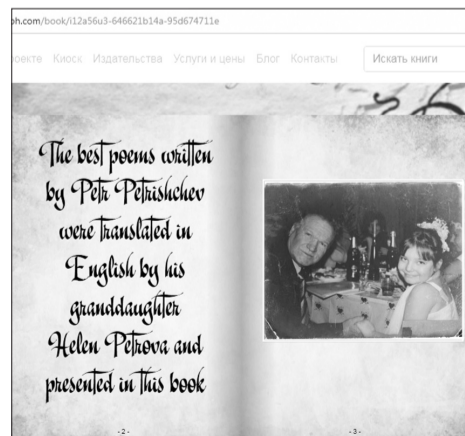 ph.com/book/i12a56u3-646621b14a-95d674711e
Киоск Издательства Услуги и цены Блог Контакты Искать книги
The best poems written
by Petr Petrishchev
were translated in
English by his
granddaughter
Helen Petrova and
presented in this book
- 2 - - 3 -